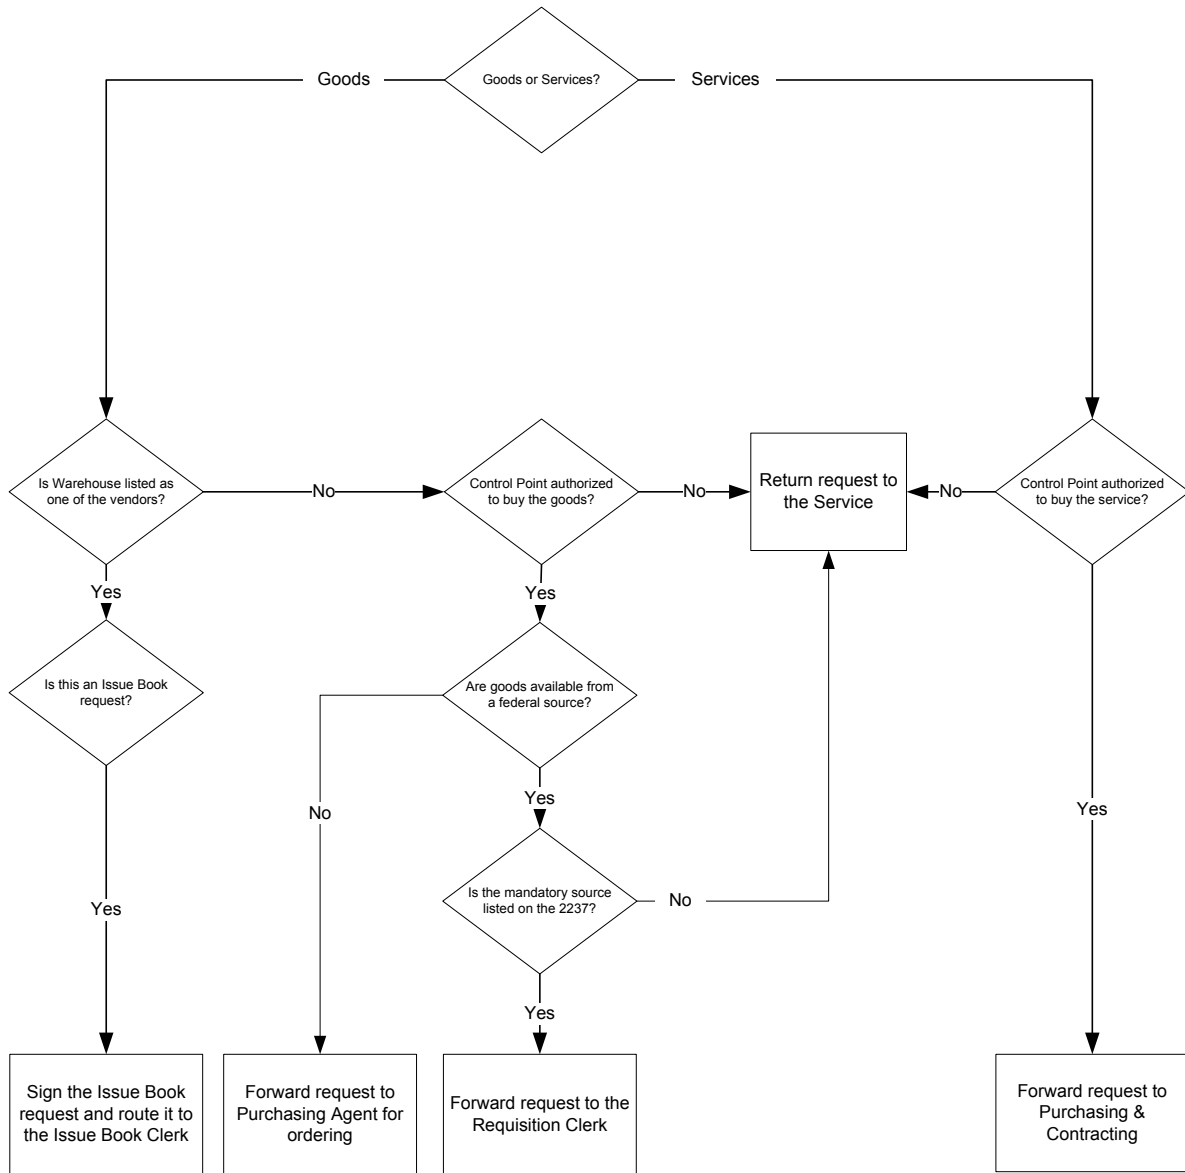 Goods
Goods or Services?
Services
Is Warehouse listed as
one of the vendors?
No
Control Point authorized
to buy the goods?
No
Return request to
the Service
No
Control Point authorized
to buy the service?
Yes
Yes
Is this an Issue Book
request?
Are goods available from
a federal source?
Yes
No
Yes
Is the mandatory source
listed on the 2237?
No
Yes
Yes
Sign the Issue Book
request and route it to
the Issue Book Clerk
Forward request to
Purchasing Agent for
ordering
Forward request to the
Requisition Clerk
Forward request to
Purchasing &
Contracting